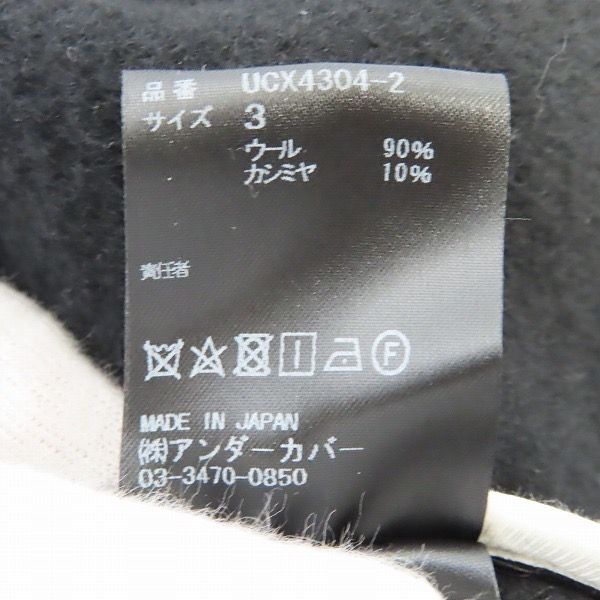 品番 UCX4304-2
サイズ 3
ウール 90%
カシミヤ 10%
責任者
F
MADE IN JAPAN
㈱アンダーカバー
03-3470-0850